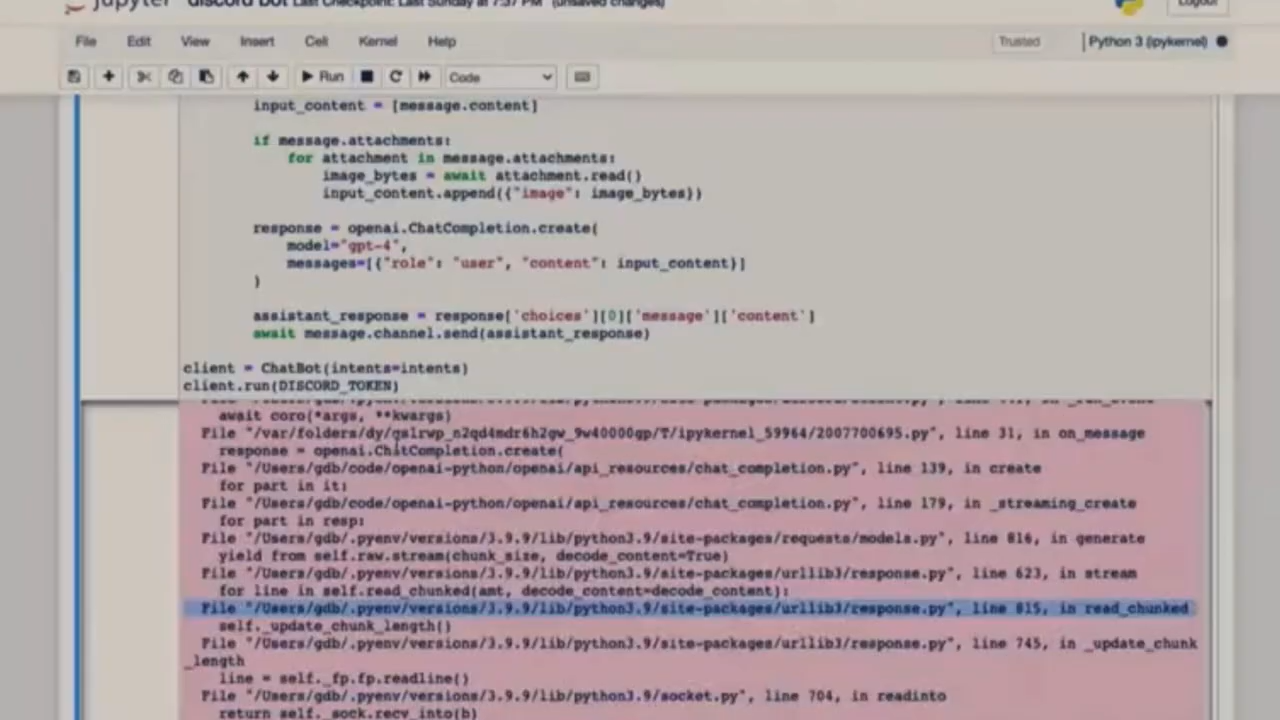 jupyter discord bot Last Checkpoint: Last Sunday at 7:37 PM (unsaved changes) Logout
File Edit View Insert Cell Kernel Help Trusted Python 3 (ipykernel)
Run Code
input_content = [message.content]
if message.attachments:
for attachment in message.attachments:
image_bytes = await attachment.read()
input_content.append({"image": image_bytes})
response = openai.ChatCompletion.create(
model="gpt-4",
messages=[{"role": "user", "content": input_content}]
)
assistant_response = response['choices'][0]['message']['content']
await message.channel.send(assistant_response)
client = ChatBot(intents=intents)
client.run(DISCORD_TOKEN)
await coro(*args, **kwargs)
File "/var/folders/dy/qslrwp_n2qd4mdr6h2gw_9w40000gp/T/ipykernel_59964/2007700695.py", line 31, in on_message
response = openai.ChatCompletion.create(
File "/Users/gdb/code/openai-python/openai/api_resources/chat_completion.py", line 139, in create
for part in it:
File "/Users/gdb/code/openai-python/openai/api_resources/chat_completion.py", line 179, in _streaming_create
for part in resp:
File "/Users/gdb/.pyenv/versions/3.9.9/lib/python3.9/site-packages/requests/models.py", line 816, in generate
yield from self.raw.stream(chunk_size, decode_content=True)
File "/Users/gdb/.pyenv/versions/3.9.9/lib/python3.9/site-packages/urllib3/response.py", line 623, in stream
for line in self.read_chunked(amt, decode_content=decode_content):
File "/Users/gdb/.pyenv/versions/3.9.9/lib/python3.9/site-packages/urllib3/response.py", line 815, in read_chunked
self._update_chunk_length()
File "/Users/gdb/.pyenv/versions/3.9.9/lib/python3.9/site-packages/urllib3/response.py", line 745, in _update_chunk
_length
line = self._fp.fp.readline()
File "/Users/gdb/.pyenv/versions/3.9.9/lib/python3.9/socket.py", line 704, in readinto
return self._sock.recv_into(b)